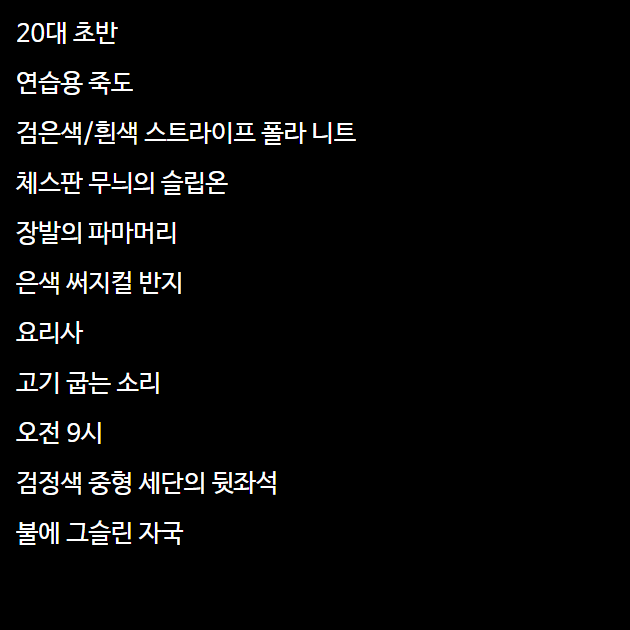 20대 초반
연습용 죽도
검은색/흰색 스트라이프 폴라 니트
체스판 무늬의 슬립온
장발의 파마머리
은색 써지컬 반지
요리사
고기 굽는 소리
오전 9시
검정색 중형 세단의 뒷좌석
불에 그슬린 자국